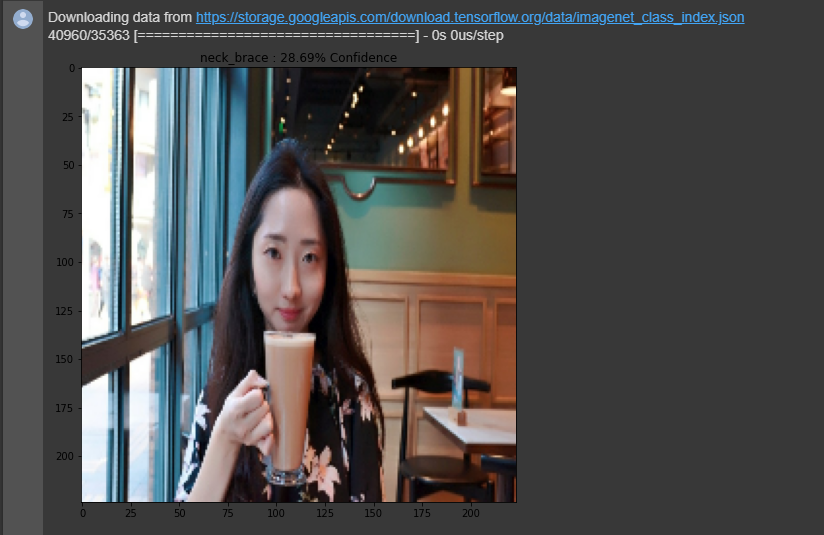 Downloading data from https://storage.googleapis.com/download.tensorflow.org/data/imagenet_class_index.json
40960/35363 [==================================] - 0s 0us/step
neck_brace : 28.69% Confidence
0
25
50
75
100
125
150
175
200
0 25 50 75 100 125 150 175 200